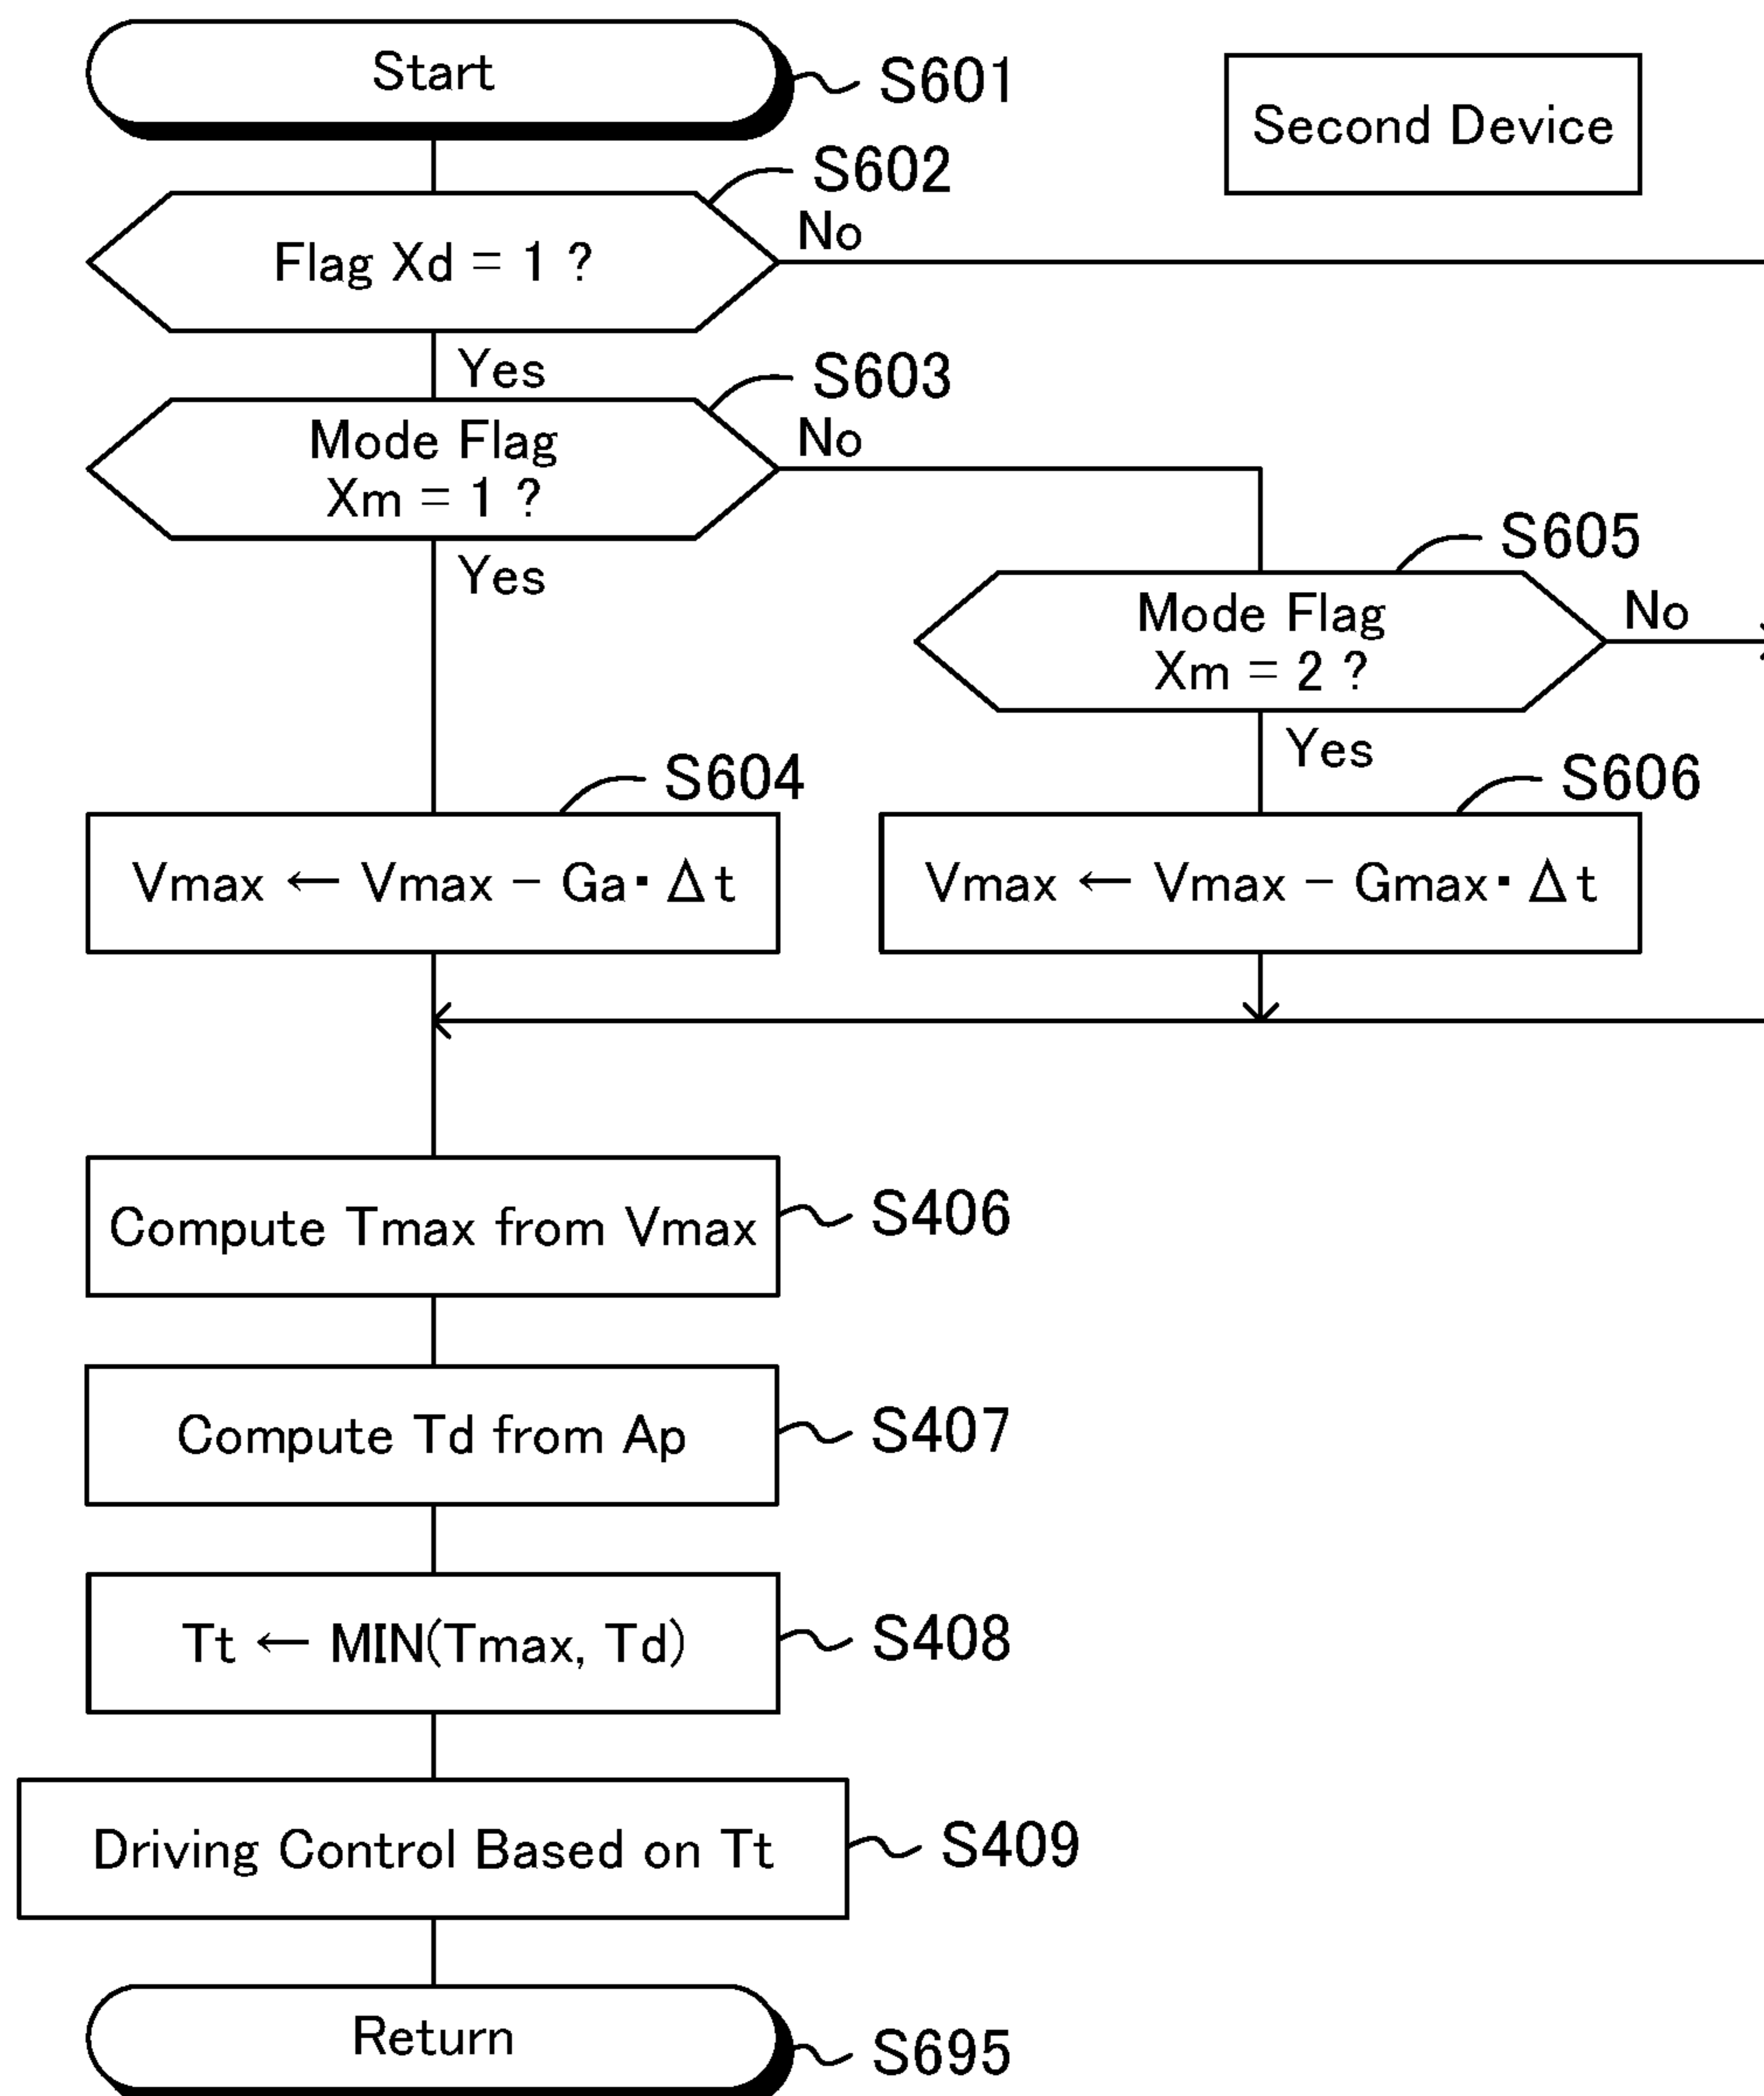 Start
S601
Second Device
S602
Flag Xd = 1 ?
No
Yes
S603
Mode Flag
Xm = 1 ?
No
Yes
S605
Mode Flag
Xm = 2 ?
No
Yes
S604
Vmax ← Vmax − Ga▪Δt
S606
Vmax ← Vmax − Gmax▪Δt
Compute Tmax from Vmax
S406
Compute Td from Ap
S407
Tt ← MIN(Tmax, Td)
S408
Driving Control Based on Tt
S409
Return
S695